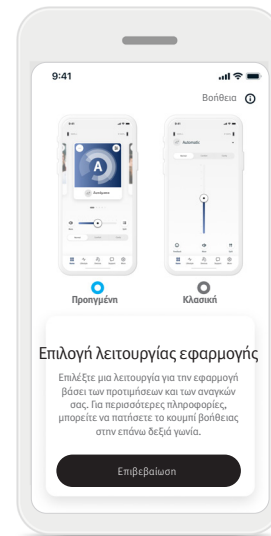 9:41
Βοήθεια
Automatic
A
Προηγμένη
Κλασική
Επιλογή λειτουργίας εφαρμογής
Επιλέξτε μια λειτουργία για την εφαρμογή
βάσει των προτιμήσεων και των αναγκών
σας. Για περισσότερες πληροφορίες,
μπορείτε να πατήσετε το κουμπί βοήθειας
στην επάνω δεξιά γωνία.
Επιβεβαίωση